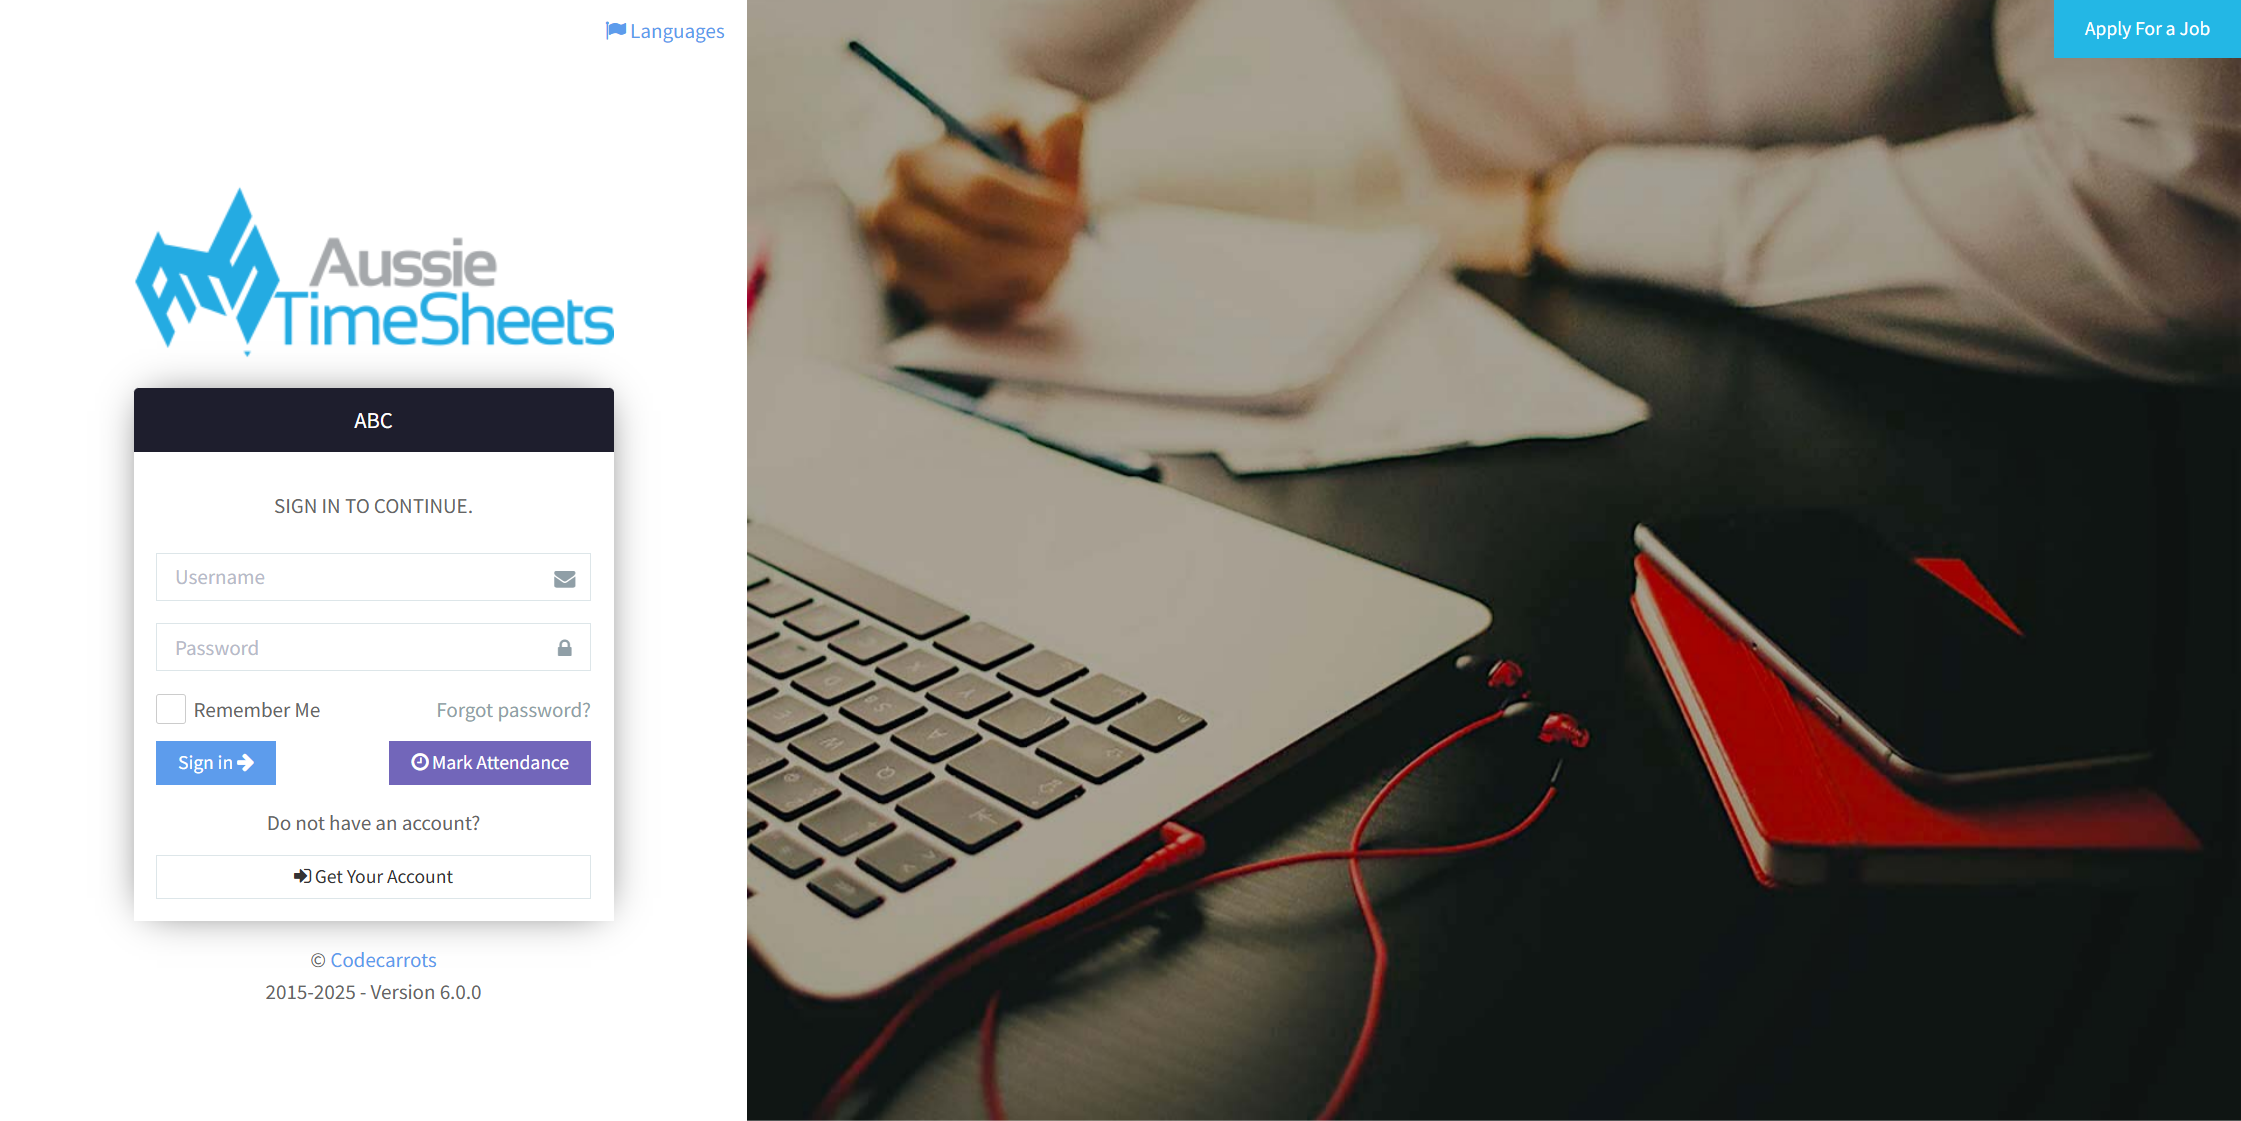 Languages
Apply For a Job
Aussie
TimeSheets
ABC
SIGN IN TO CONTINUE.
Username
Password
Remember Me
Forgot password?
Sign in
Mark Attendance
Do not have an account?
Get Your Account
© Codecarrots
2015-2025 - Version 6.0.0